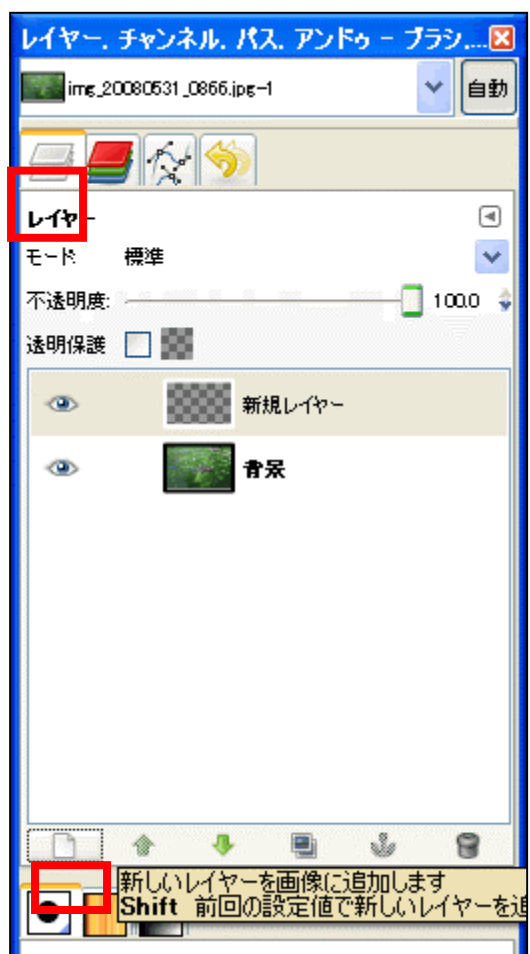 レイヤー, チャンネル, パス, アンドゥ - ブラシ,...
img_20080531_0866.jpg-1
自動
レイヤー
モード 標準
不透明度: 100.0
透明保護
新規レイヤー
背景
新しいレイヤーを画像に追加します
Shift 前回の設定値で新しいレイヤーを追